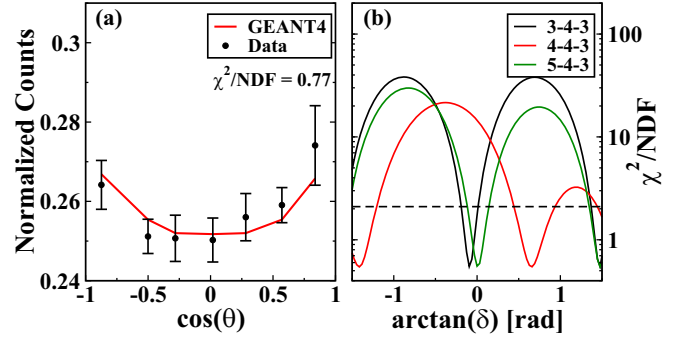 (a)
GEANT4
Data
χ²/NDF = 0.77
Normalized Counts
0.3
0.28
0.26
0.24
-1
-0.5
0
0.5
1
cos(θ)
(b)
3-4-3
4-4-3
5-4-3
100
10
1
χ²/NDF
-1
0
1
arctan(δ) [rad]